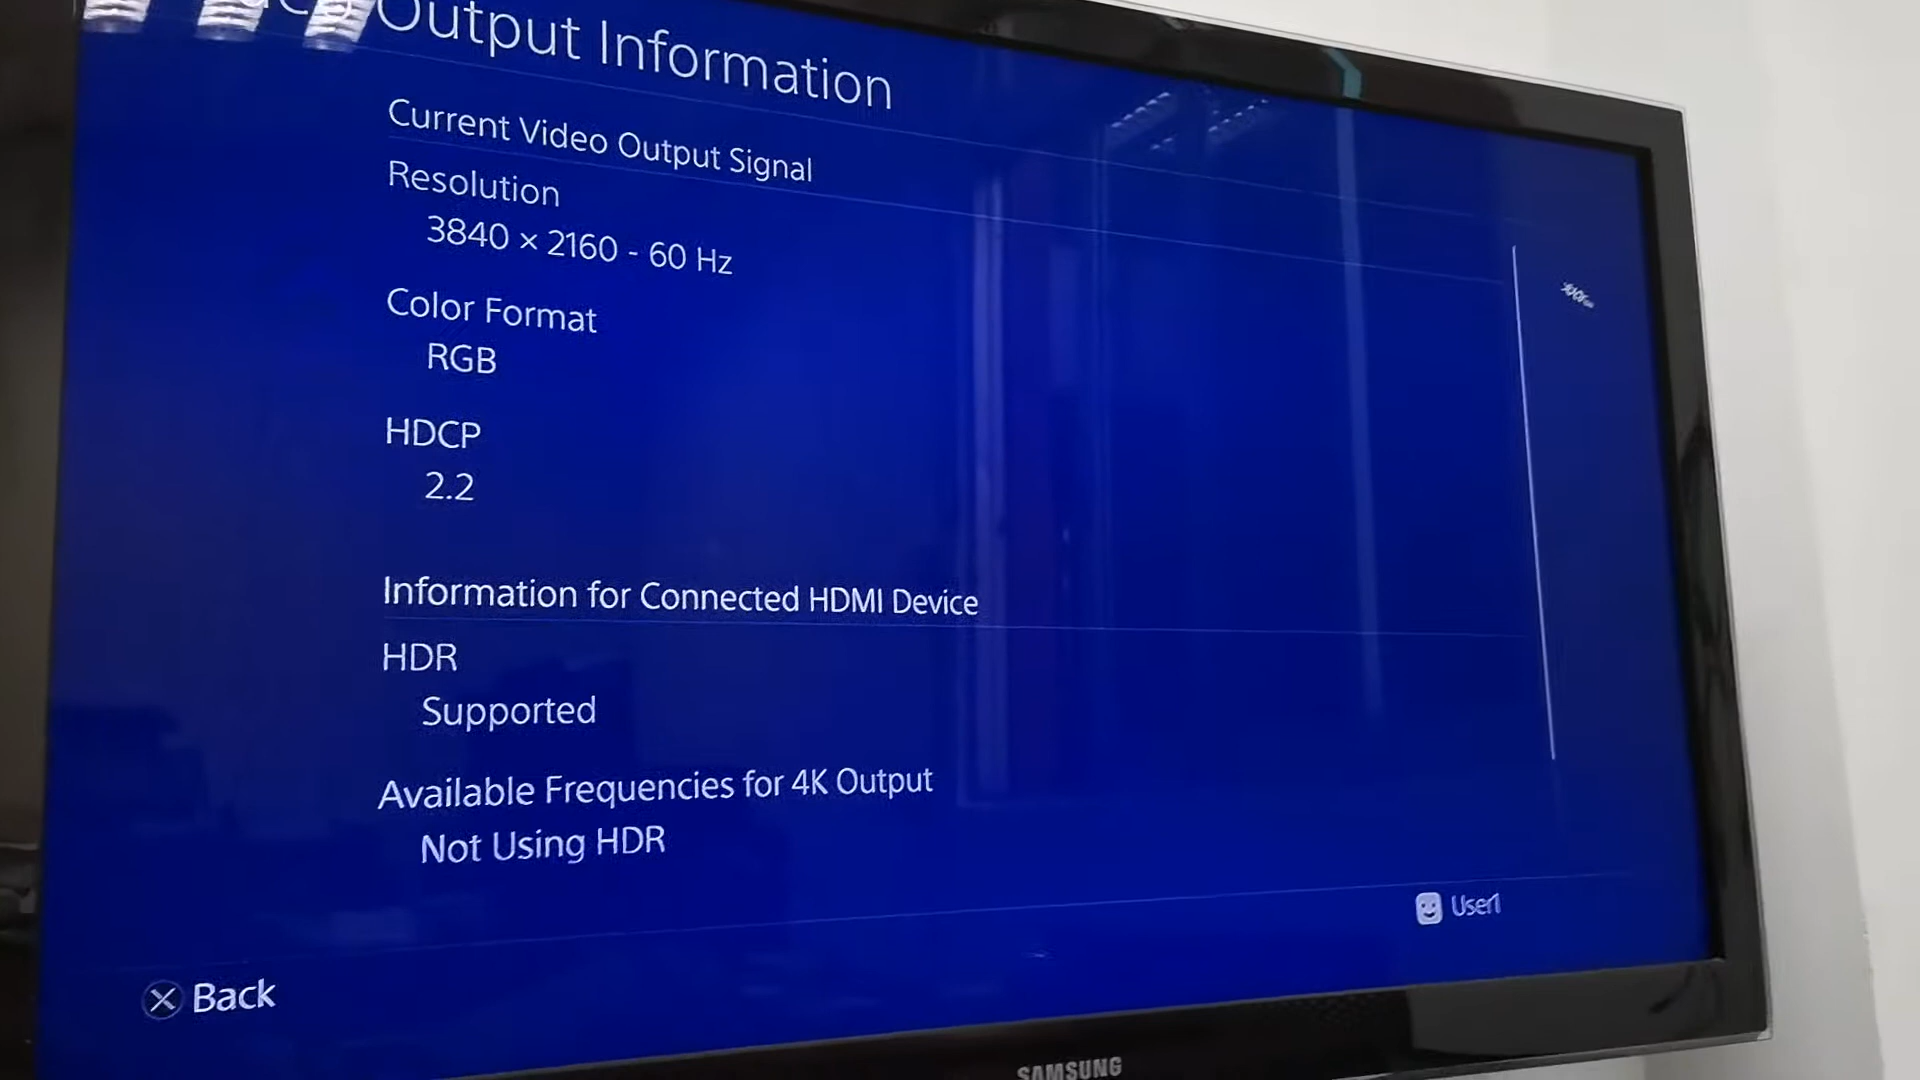 Output Information
Current Video Output Signal
Resolution
3840 × 2160 - 60 Hz
Color Format
RGB
HDCP
2.2
Information for Connected HDMI Device
HDR
Supported
Available Frequencies for 4K Output
Not Using HDR
User1
Back
SAMSUNG